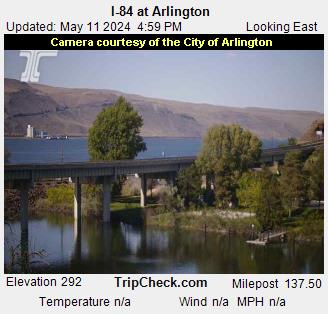 I-84 at Arlington
Updated: May 11 2024 4:59 PM Looking East
Camera courtesy of the City of Arlington
Elevation 292 TripCheck.com Milepost 137.50
Temperature n/a Wind n/a MPH n/a